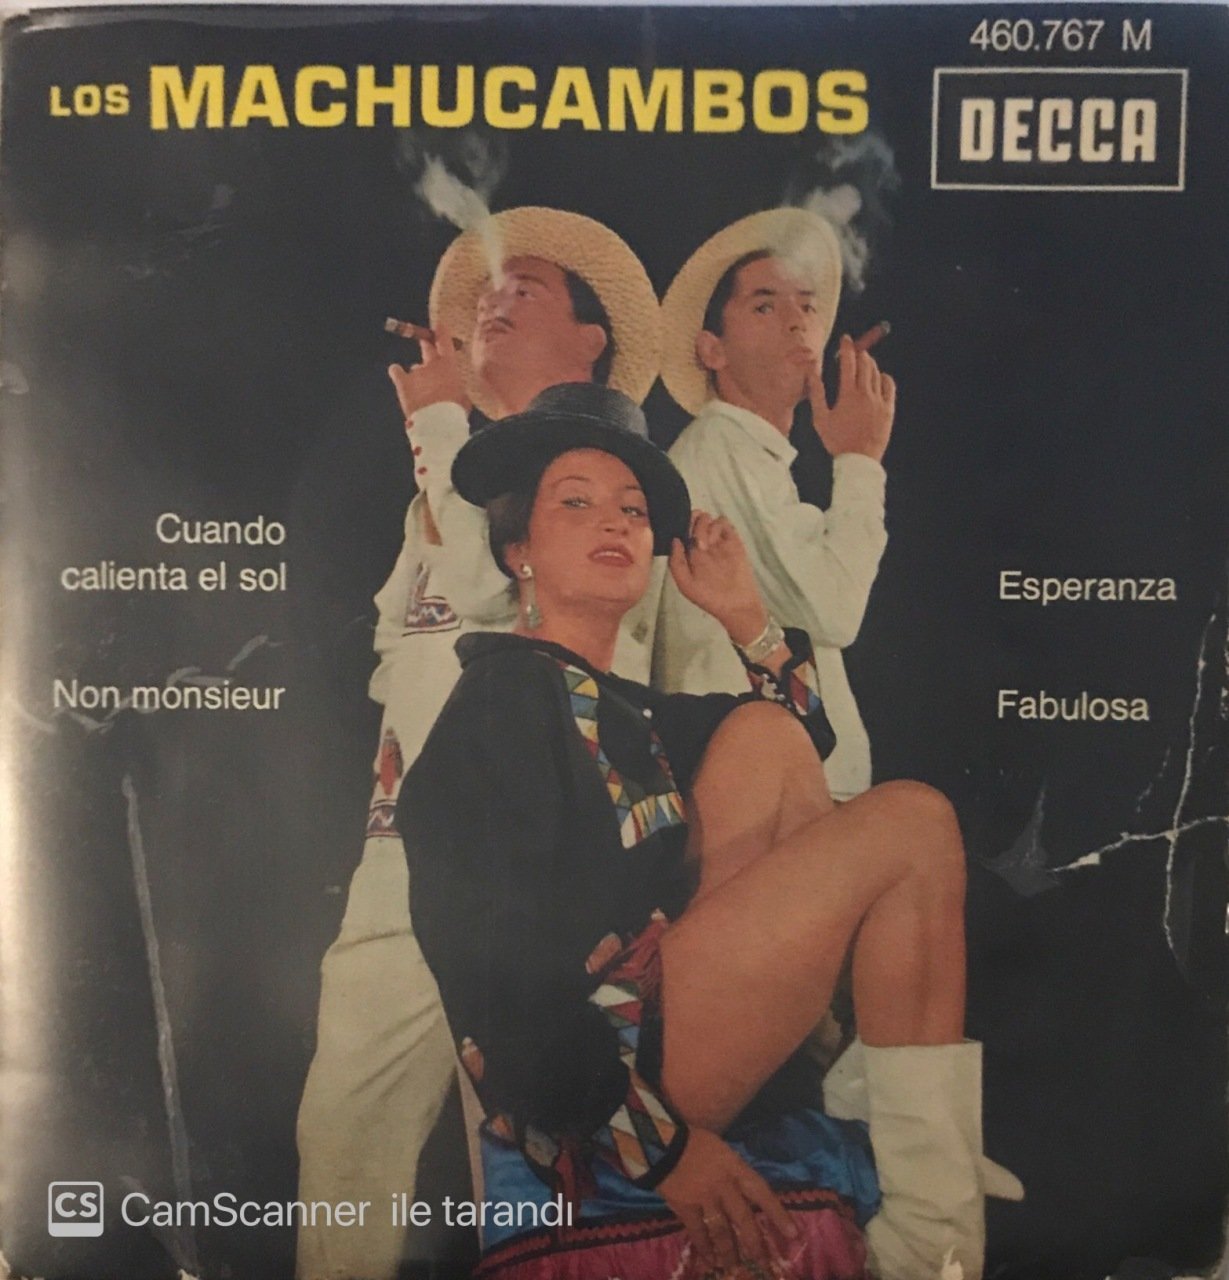 460.767 M
LOS MACHUCAMBOS
DECCA
Cuando
calienta el sol
Non monsieur
Esperanza
Fabulosa
CS CamScanner ile tarandı